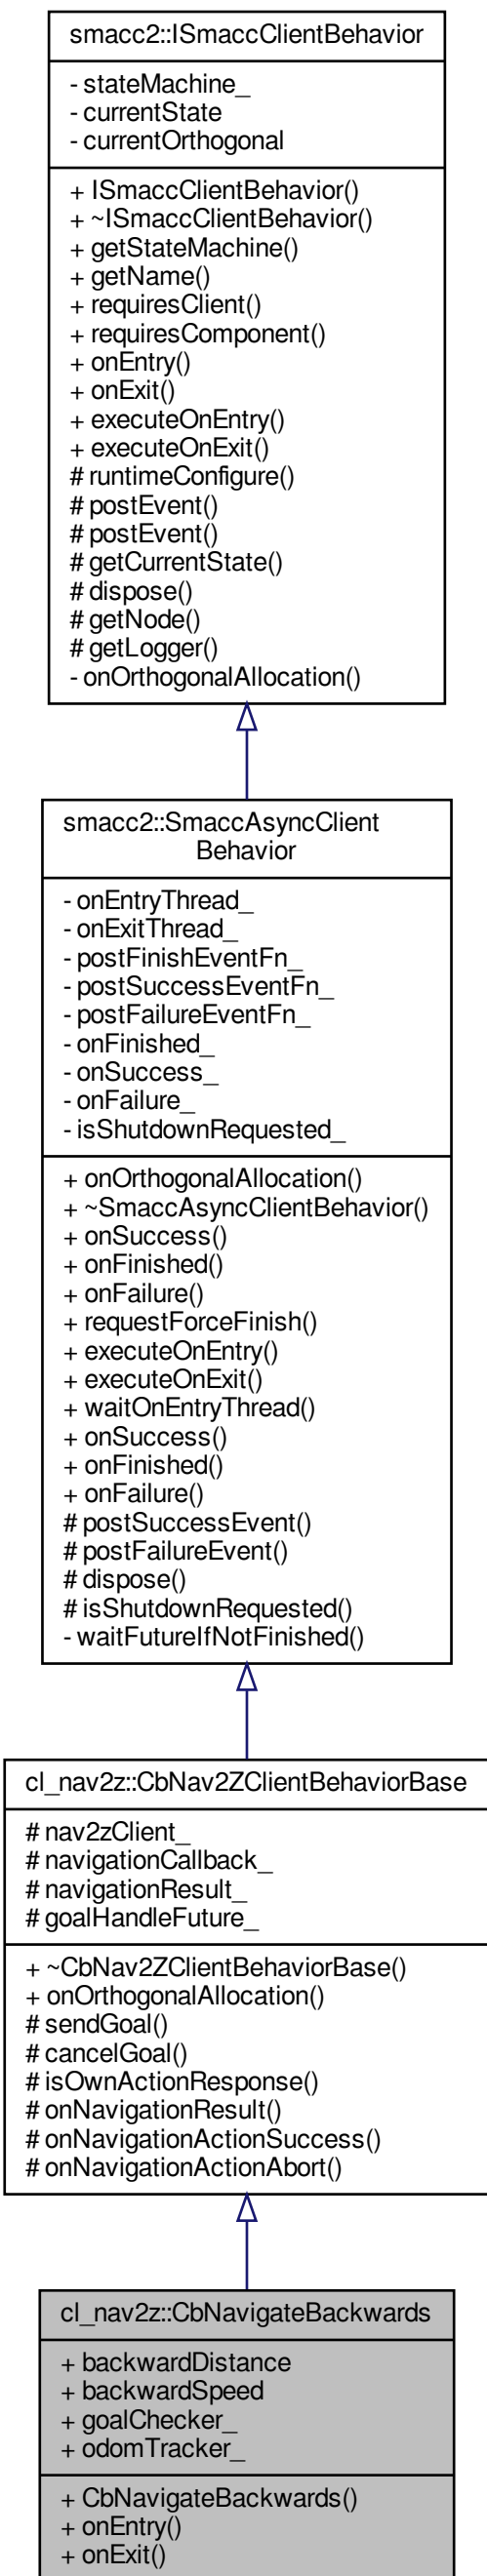 smacc2::ISmaccClientBehavior
- stateMachine_
- currentState
- currentOrthogonal
+ ISmaccClientBehavior()
+ ~ISmaccClientBehavior()
+ getStateMachine()
+ getName()
+ requiresClient()
+ requiresComponent()
+ onEntry()
+ onExit()
+ executeOnEntry()
+ executeOnExit()
# runtimeConfigure()
# postEvent()
# postEvent()
# getCurrentState()
# dispose()
# getNode()
# getLogger()
- onOrthogonalAllocation()
smacc2::SmaccAsyncClient
Behavior
- onEntryThread_
- onExitThread_
- postFinishEventFn_
- postSuccessEventFn_
- postFailureEventFn_
- onFinished_
- onSuccess_
- onFailure_
- isShutdownRequested_
+ onOrthogonalAllocation()
+ ~SmaccAsyncClientBehavior()
+ onSuccess()
+ onFinished()
+ onFailure()
+ requestForceFinish()
+ executeOnEntry()
+ executeOnExit()
+ waitOnEntryThread()
+ onSuccess()
+ onFinished()
+ onFailure()
# postSuccessEvent()
# postFailureEvent()
# dispose()
# isShutdownRequested()
- waitFutureIfNotFinished()
cl_nav2z::CbNav2ZClientBehaviorBase
# nav2zClient_
# navigationCallback_
# navigationResult_
# goalHandleFuture_
+ ~CbNav2ZClientBehaviorBase()
+ onOrthogonalAllocation()
# sendGoal()
# cancelGoal()
# isOwnActionResponse()
# onNavigationResult()
# onNavigationActionSuccess()
# onNavigationActionAbort()
cl_nav2z::CbNavigateBackwards
+ backwardDistance
+ backwardSpeed
+ goalChecker_
+ odomTracker_
+ CbNavigateBackwards()
+ onEntry()
+ onExit()